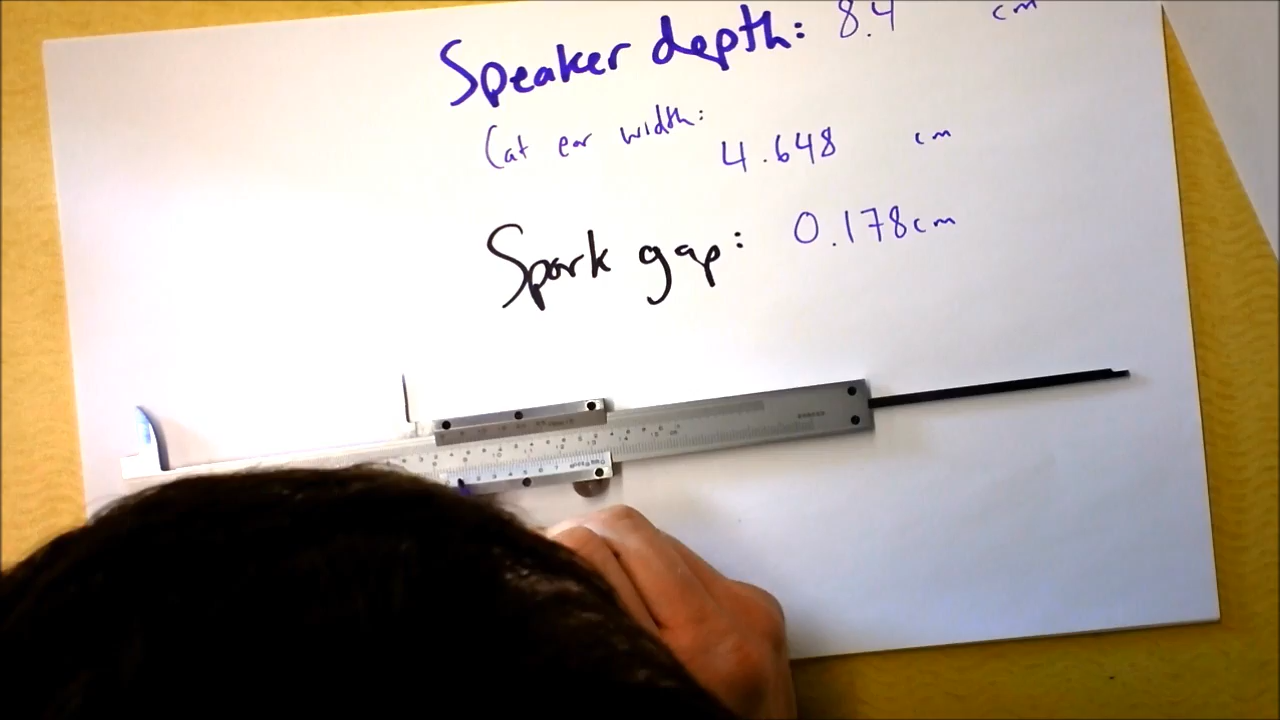 Speaker depth: 8.4 cm
Cat ear width:
4.648 cm
Spark gap: 0.178cm